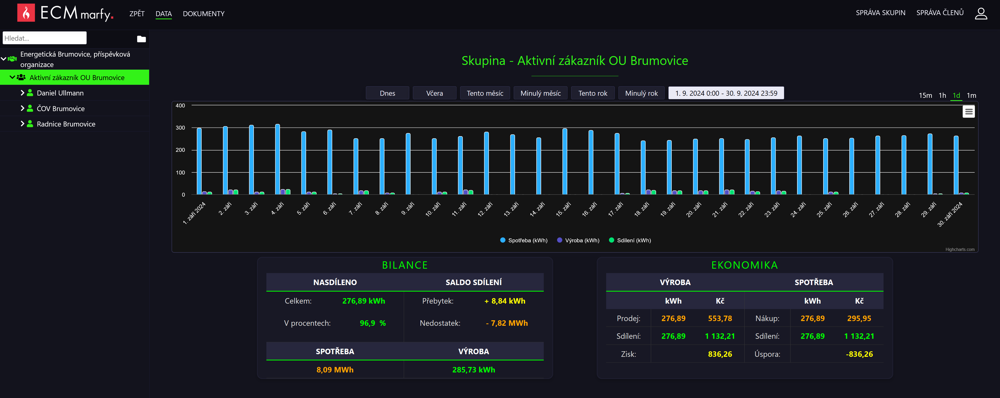 ECM marfy.
ZPĚT
DATA
DOKUMENTY
SPRÁVA SKUPIN
SPRÁVA ČLENŮ
Hledat...
Energetická Brumovice, příspěvková
organizace
Aktivní zákazník OU Brumovice
Daniel Ullmann
ČOV Brumovice
Radnice Brumovice
Skupina - Aktivní zákazník OU Brumovice
Dnes
Včera
Tento měsíc
Minulý měsíc
Tento rok
Minulý rok
1. 9. 2024 0:00 - 30. 9. 2024 23:59
15m 1h 1d 1m
400
300
200
100
0
1. září 2024
2. září
3. září
4. září
5. září
6. září
7. září
8. září
9. září
10. září
11. září
12. září
13. září
14. září
15. září
16. září
17. září
18. září
19. září
20. září
21. září
22. září
23. září
24. září
25. září
26. září
27. září
28. září
29. září
30. září 2024
Spotřeba (kWh)
Výroba (kWh)
Sdílení (kWh)
Highcharts.com
BILANCE
NASDÍLENO SALDO SDÍLENÍ
Celkem: 276,89 kWh Přebytek: + 8,84 kWh
V procentech: 96,9 % Nedostatek: - 7,82 MWh
SPOTŘEBA VÝROBA
8,09 MWh 285,73 kWh
EKONOMIKA
VÝROBA SPOTŘEBA
kWh Kč kWh Kč
Prodej: 276,89 553,78 Nákup: 276,89 295,95
Sdílení: 276,89 1 132,21 Sdílení: 276,89 1 132,21
Zisk: 836,26 Úspora: -836,26